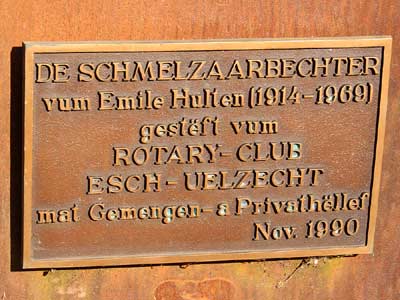 DE SCHMELZAARBECHTER
vum Emile Hulten (1914-1969)
gestëft vum
ROTARY-CLUB
ESCH-UELZECHT
mat Gemengen- a Privathëllef
Nov. 1990